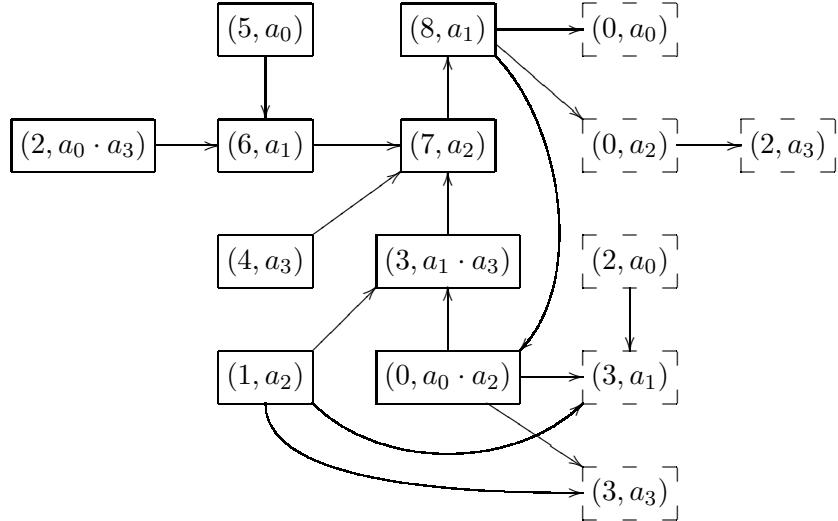 (5, a₀) (8, a₁) (0, a₀)
(2, a₀ · a₃) (6, a₁) (7, a₂) (0, a₂) (2, a₃)
(4, a₃) (3, a₁ · a₃) (2, a₀)
(1, a₂) (0, a₀ · a₂) (3, a₁)
(3, a₃)